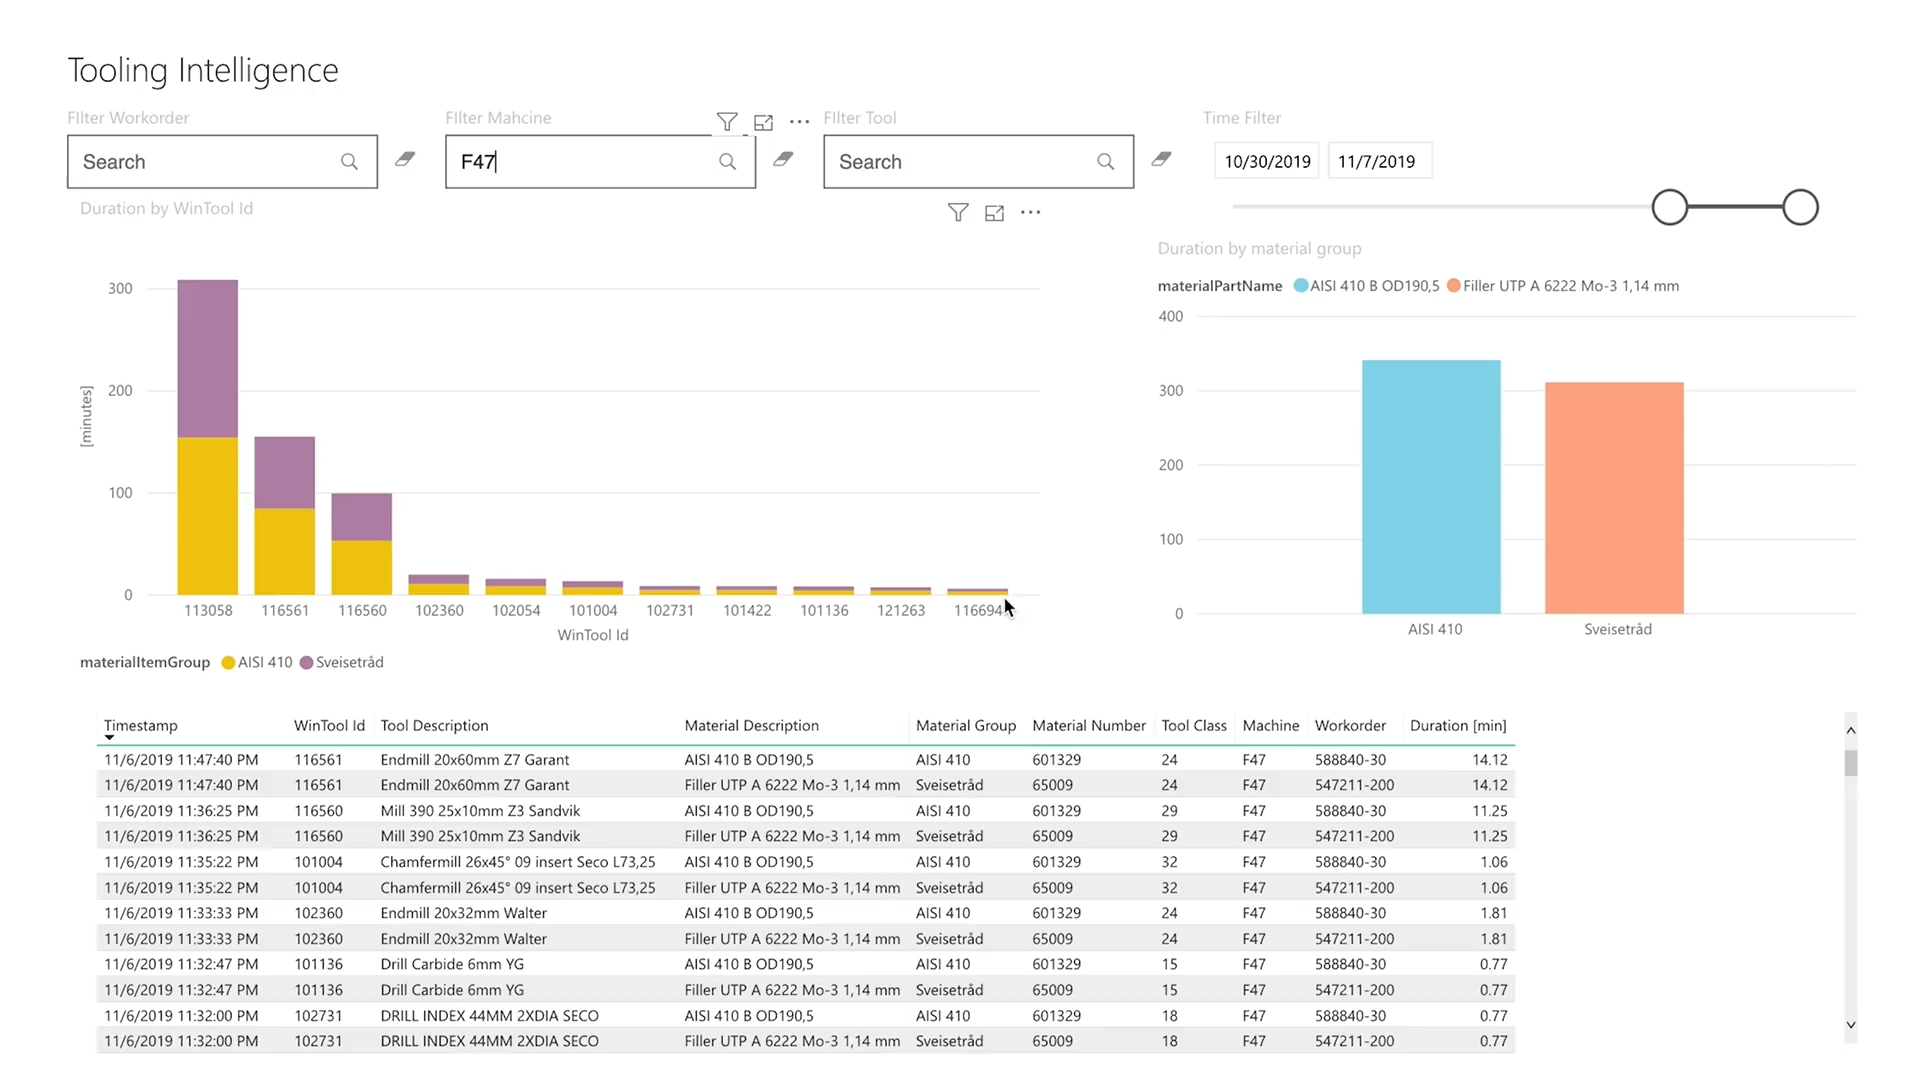 Tooling Intelligence
FIlter Workorder
FIlter Mahcine
FIlter Tool
Time Filter
Search
F47
Search
10/30/2019 11/7/2019
Duration by WinTool Id
Duration by material group
materialPartName AISI 410 B OD190,5 Filler UTP A 6222 Mo-3 1,14 mm
[minutes]
300
200
100
0
113058 116561 116560 102360 102054 101004 102731 101422 101136 121263 116694
WinTool Id
materialItemGroup AISI 410 Sveisetråd
400
300
200
100
0
AISI 410 Sveisetråd
Timestamp WinTool Id Tool Description Material Description Material Group Material Number Tool Class Machine Workorder Duration [min]
11/6/2019 11:47:40 PM 116561 Endmill 20x60mm Z7 Garant AISI 410 B OD190,5 AISI 410 601329 24 F47 588840-30 14.12
11/6/2019 11:47:40 PM 116561 Endmill 20x60mm Z7 Garant Filler UTP A 6222 Mo-3 1,14 mm Sveisetråd 65009 24 F47 547211-200 14.12
11/6/2019 11:36:25 PM 116560 Mill 390 25x10mm Z3 Sandvik AISI 410 B OD190,5 AISI 410 601329 29 F47 588840-30 11.25
11/6/2019 11:36:25 PM 116560 Mill 390 25x10mm Z3 Sandvik Filler UTP A 6222 Mo-3 1,14 mm Sveisetråd 65009 29 F47 547211-200 11.25
11/6/2019 11:35:22 PM 101004 Chamfermill 26x45° 09 insert Seco L73,25 AISI 410 B OD190,5 AISI 410 601329 32 F47 588840-30 1.06
11/6/2019 11:35:22 PM 101004 Chamfermill 26x45° 09 insert Seco L73,25 Filler UTP A 6222 Mo-3 1,14 mm Sveisetråd 65009 32 F47 547211-200 1.06
11/6/2019 11:33:33 PM 102360 Endmill 20x32mm Walter AISI 410 B OD190,5 AISI 410 601329 24 F47 588840-30 1.81
11/6/2019 11:33:33 PM 102360 Endmill 20x32mm Walter Filler UTP A 6222 Mo-3 1,14 mm Sveisetråd 65009 24 F47 547211-200 1.81
11/6/2019 11:32:47 PM 101136 Drill Carbide 6mm YG AISI 410 B OD190,5 AISI 410 601329 15 F47 588840-30 0.77
11/6/2019 11:32:47 PM 101136 Drill Carbide 6mm YG Filler UTP A 6222 Mo-3 1,14 mm Sveisetråd 65009 15 F47 547211-200 0.77
11/6/2019 11:32:00 PM 102731 DRILL INDEX 44MM 2XDIA SECO AISI 410 B OD190,5 AISI 410 601329 18 F47 588840-30 0.77
11/6/2019 11:32:00 PM 102731 DRILL INDEX 44MM 2XDIA SECO Filler UTP A 6222 Mo-3 1,14 mm Sveisetråd 65009 18 F47 547211-200 0.77